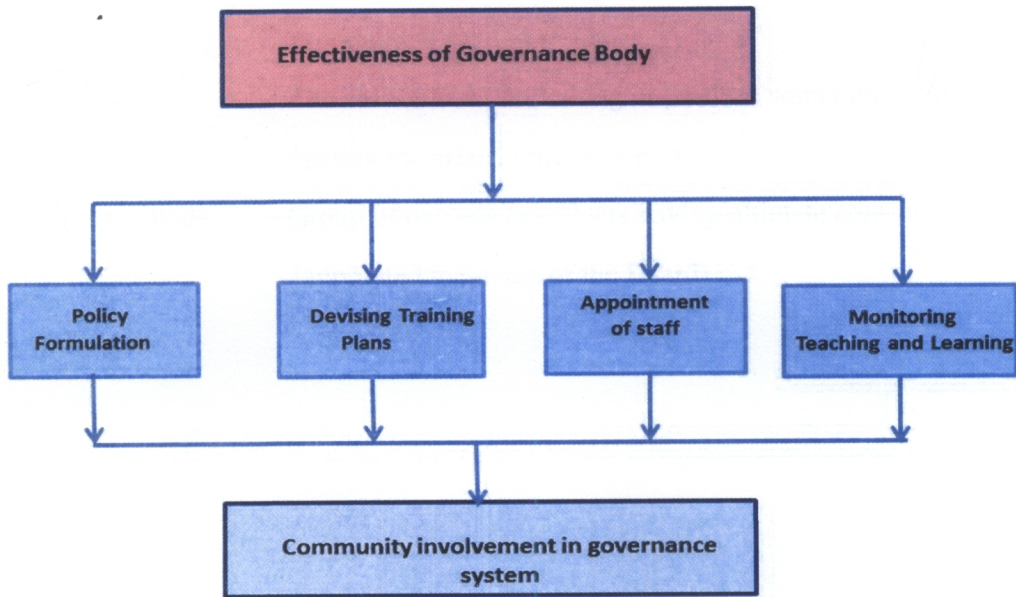 Effectiveness of Governance Body
Policy
Formulation
Devising Training
Plans
Appointment
of staff
Monitoring
Teaching and Learning
Community involvement in governance
system